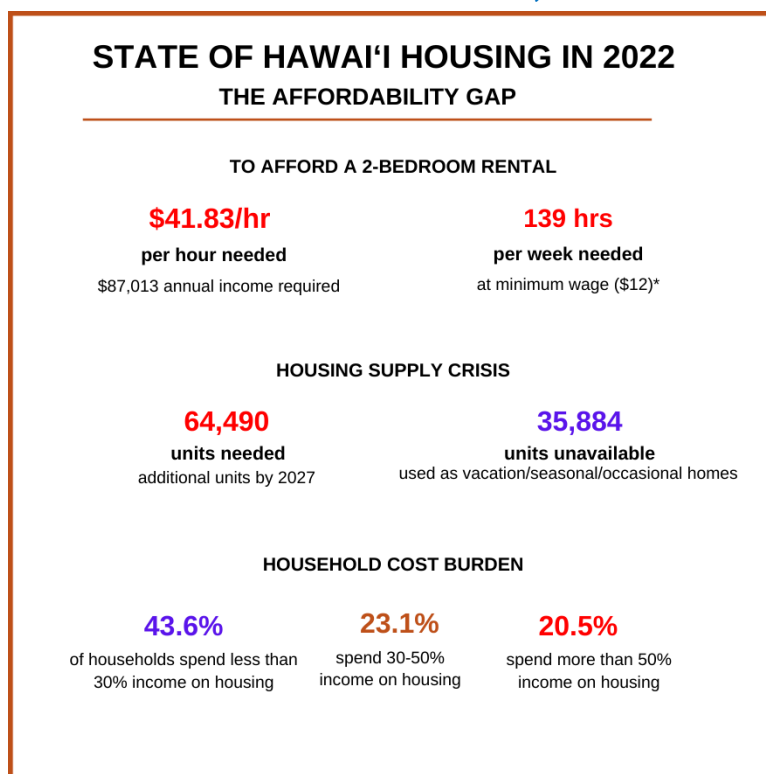 STATE OF HAWAI‘I HOUSING IN 2022
THE AFFORDABILITY GAP
TO AFFORD A 2-BEDROOM RENTAL
$41.83/hr
per hour needed
$87,013 annual income required
139 hrs
per week needed
at minimum wage ($12)*
HOUSING SUPPLY CRISIS
64,490
units needed
additional units by 2027
35,884
units unavailable
used as vacation/seasonal/occasional homes
HOUSEHOLD COST BURDEN
43.6%
of households spend less than
30% income on housing
23.1%
spend 30-50%
income on housing
20.5%
spend more than 50%
income on housing